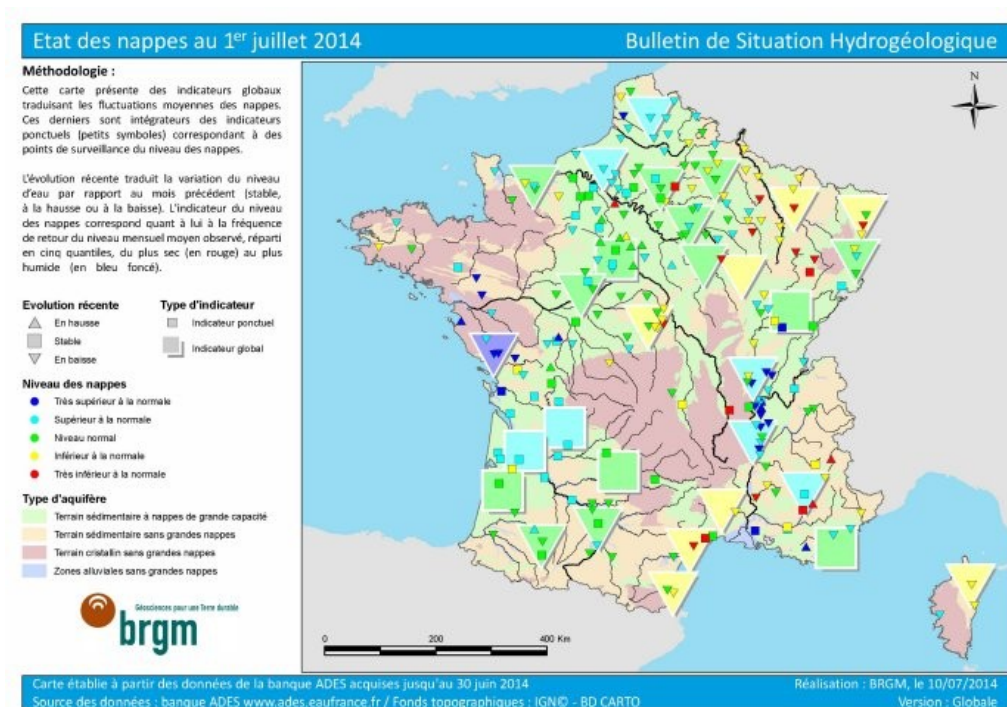 Etat des nappes au 1er juillet 2014
Bulletin de Situation Hydrogéologique
Méthodologie :
Cette carte présente des indicateurs globaux
traduisant les fluctuations moyennes des nappes.
Ces derniers sont intégrateurs des indicateurs
ponctuels (petits symboles) correspondant à des
points de surveillance du niveau des nappes.
L'évolution récente traduit la variation du niveau
d'eau par rapport au mois précédent (stable,
à la hausse ou à la baisse). L'indicateur du niveau
des nappes correspond quant à lui à la fréquence
de retour du niveau mensuel moyen observé, réparti
en cinq quantiles, du plus sec (en rouge) au plus
humide (en bleu foncé).
Evolution récente
En hausse
Stable
En baisse
Type d'indicateur
Indicateur ponctuel
Indicateur global
Niveau des nappes
Très supérieur à la normale
Supérieur à la normale
Niveau normal
Inférieur à la normale
Très inférieur à la normale
Type d'aquifère
Terrain sédimentaire à nappes de grande capacité
Terrain sédimentaire sans grandes nappes
Terrain cristallin sans grandes nappes
Zones alluviales sans grandes nappes
Géosciences pour une Terre durable
brgm
N
0 200 400 Km
Carte établie à partir des données de la banque ADES acquises jusqu'au 30 juin 2014
Réalisation : BRGM, le 10/07/2014
Source des données : banque ADES www.ades.eaufrance.fr / Fonds topographiques : IGN© - BD CARTO
Version : Globale